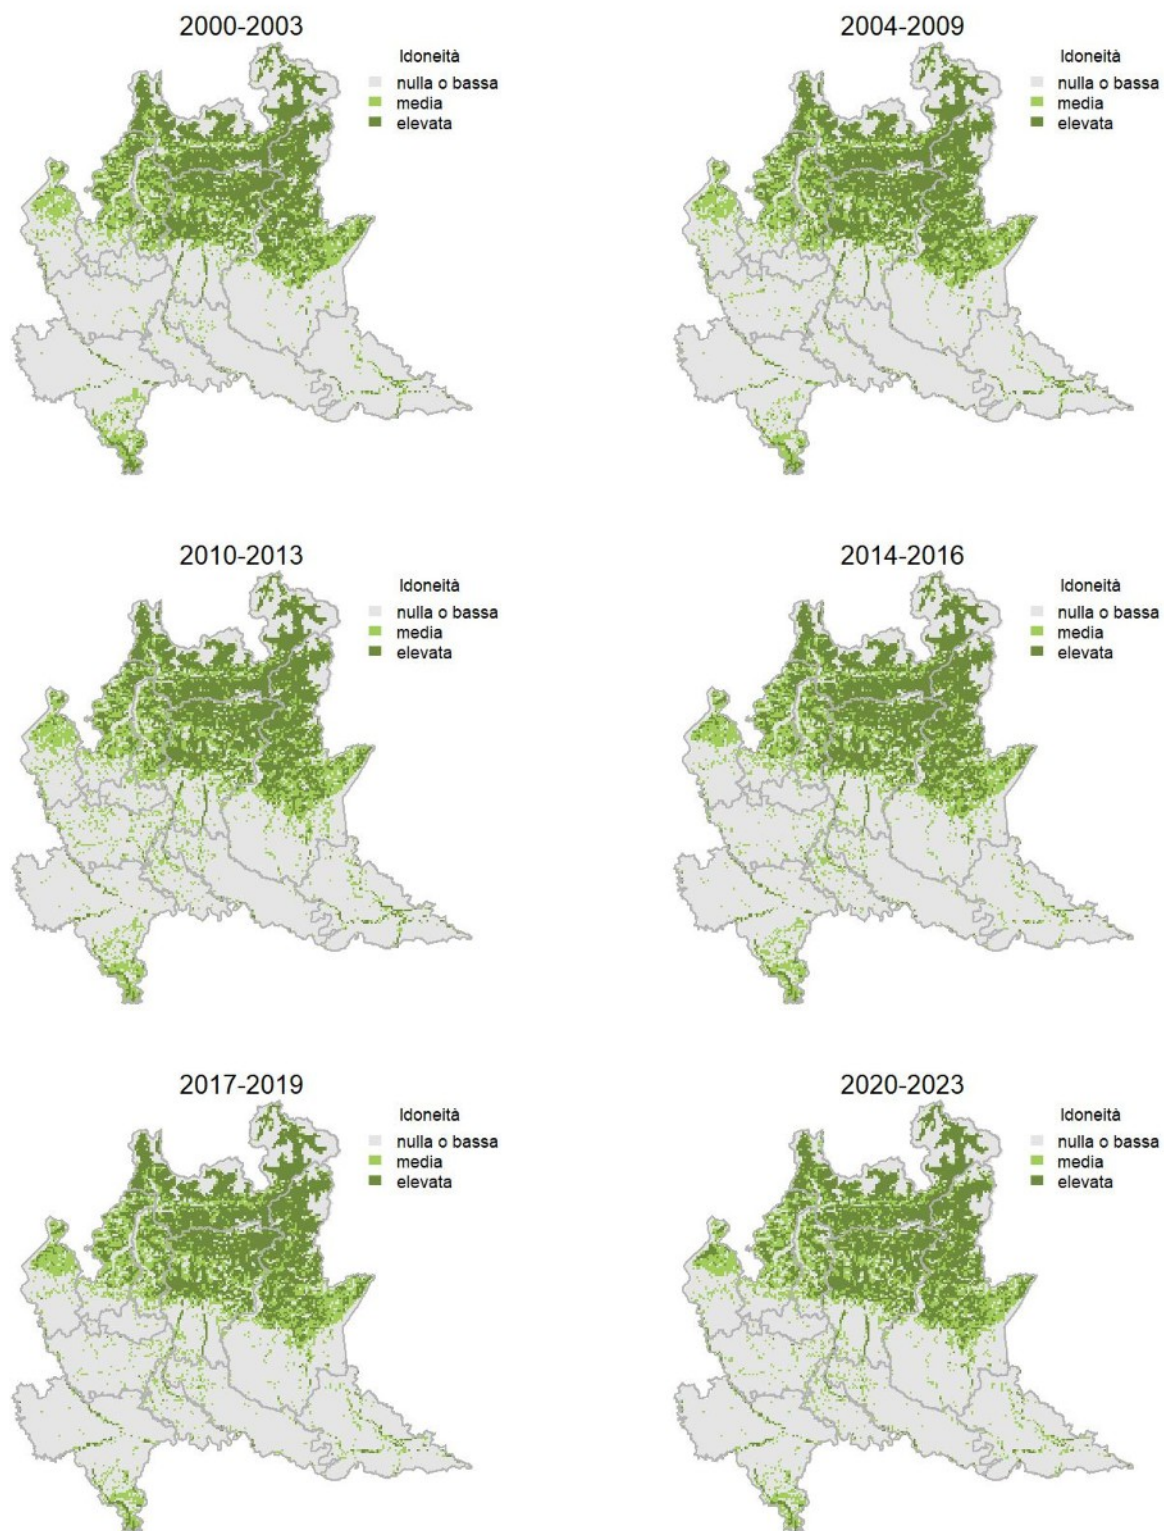 2000-2003
Idoneità
nulla o bassa
media
elevata
2004-2009
Idoneità
nulla o bassa
media
elevata
2010-2013
Idoneità
nulla o bassa
media
elevata
2014-2016
Idoneità
nulla o bassa
media
elevata
2017-2019
Idoneità
nulla o bassa
media
elevata
2020-2023
Idoneità
nulla o bassa
media
elevata